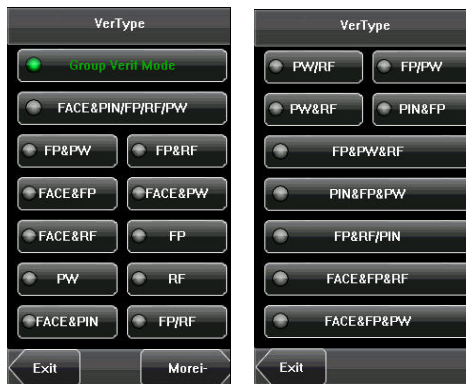 VerType
Group Verif Mode
FACE&PIN/FP/RF/PW
FP&PW FP&RF
FACE&FP FACE&PW
FACE&RF FP
PW RF
FACE&PIN FP/RF
Exit Morei-
VerType
PW/RF FP/PW
PW&RF PIN&FP
FP&PW&RF
PIN&FP&PW
FP&RF/PIN
FACE&FP&RF
FACE&FP&PW
Exit